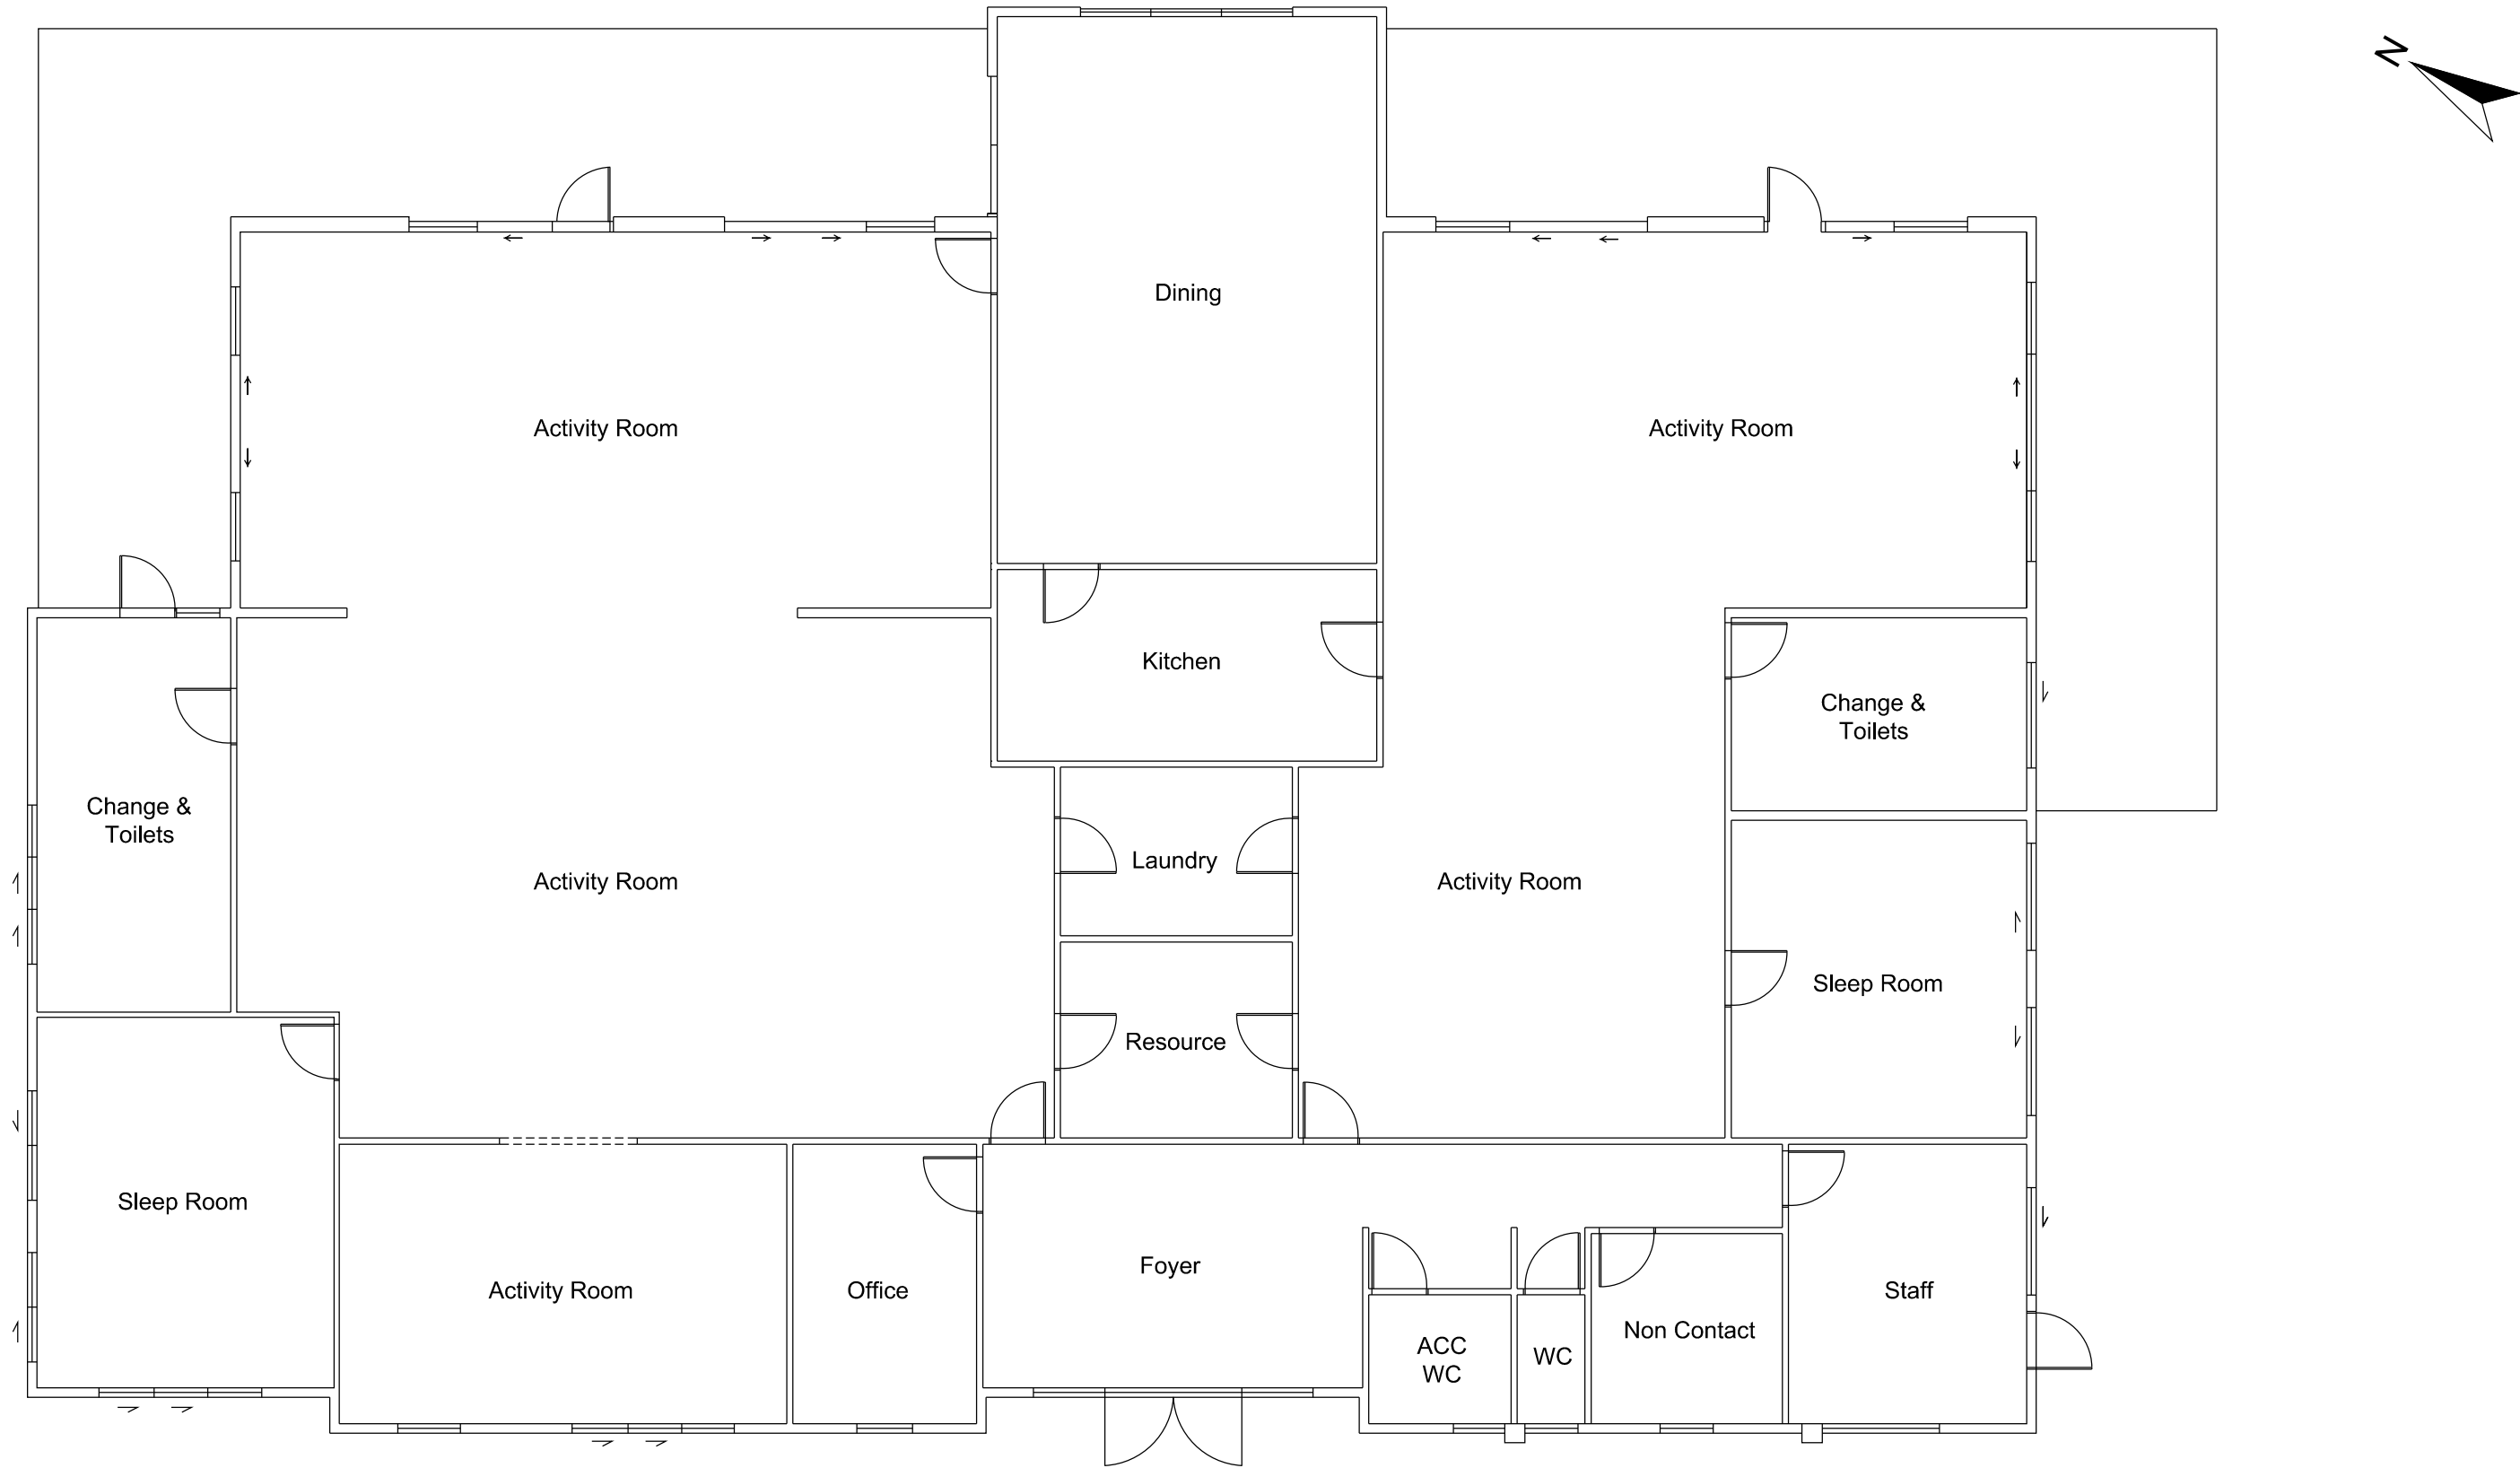 N
Dining
Activity Room
Activity Room
Kitchen
Change &
Toilets
Change &
Toilets
Laundry
Activity Room
Activity Room
Sleep Room
Resource
Sleep Room
Foyer
Activity Room
Office
Staff
Non Contact
ACC
WC
WC